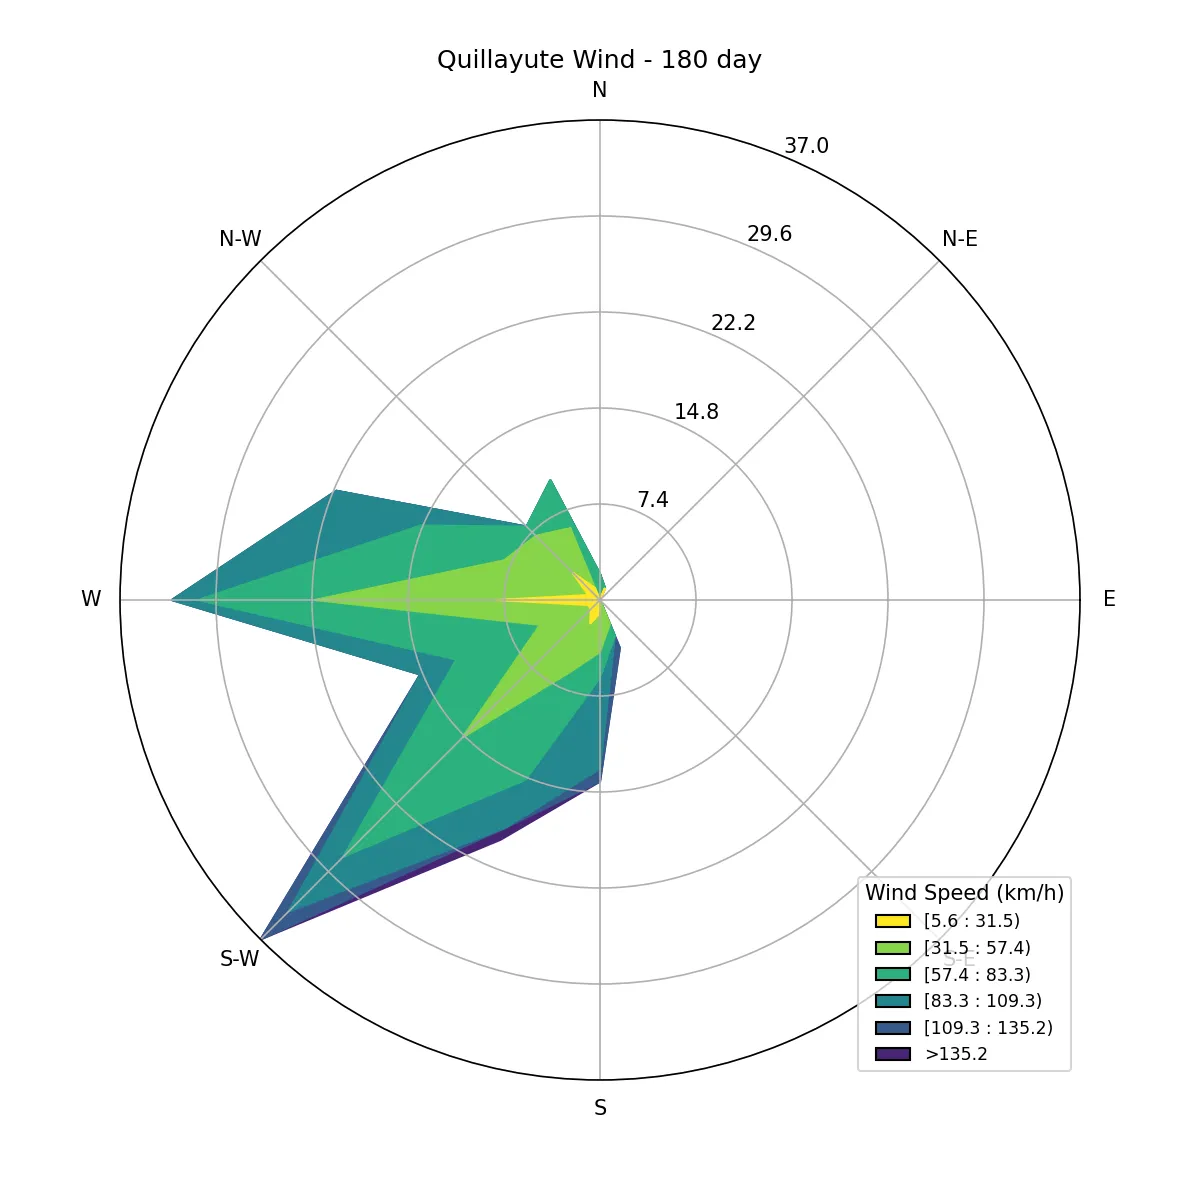 Quillayute Wind - 180 day
N
37.0
N-W
29.6
N-E
22.2
14.8
7.4
W
E
S-W
S-E
Wind Speed (km/h)
[5.6 : 31.5)
[31.5 : 57.4)
[57.4 : 83.3)
[83.3 : 109.3)
[109.3 : 135.2)
>135.2
S